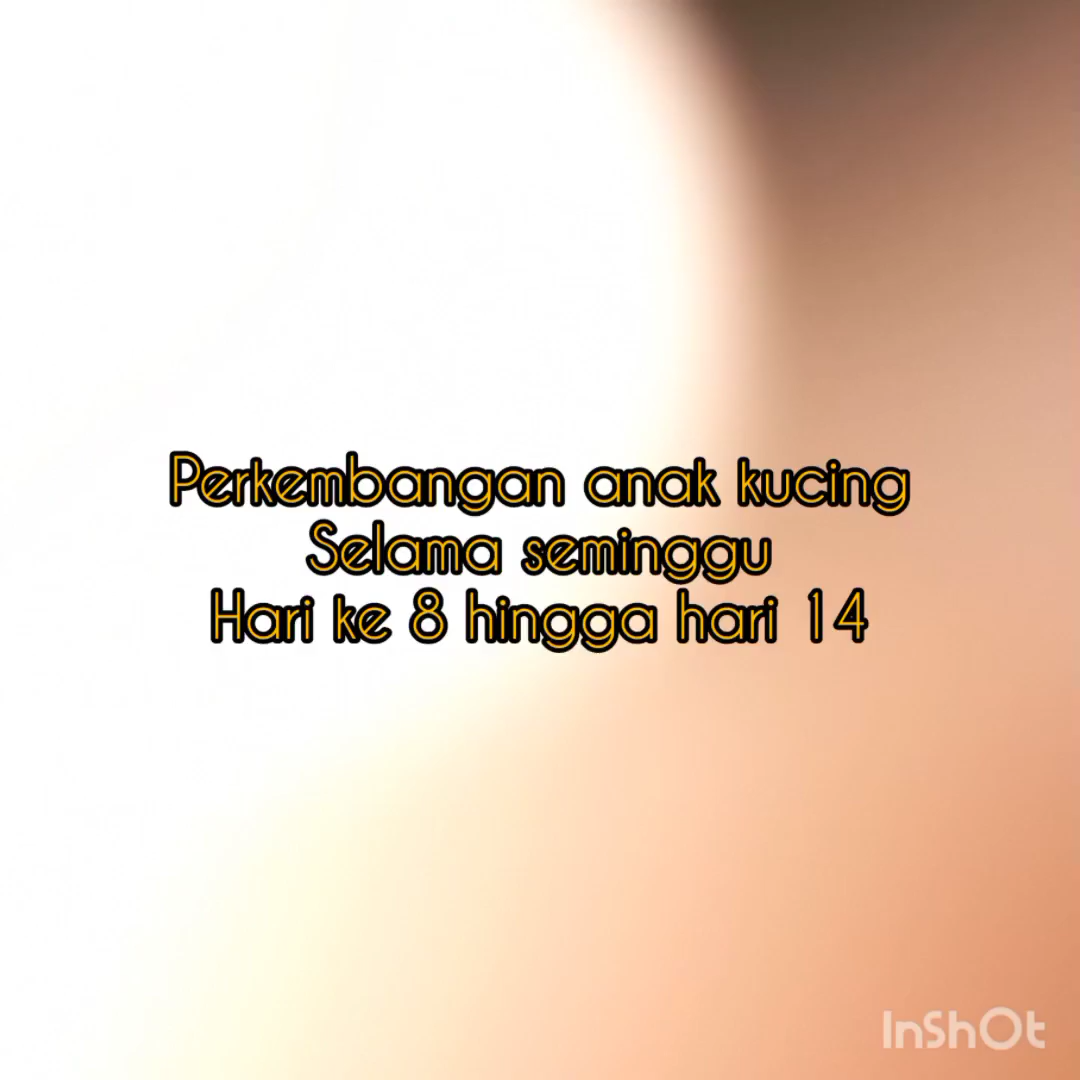 Perkembangan anak kucing
Selama seminggu
Hari ke 8 hingga hari 14
InShOt